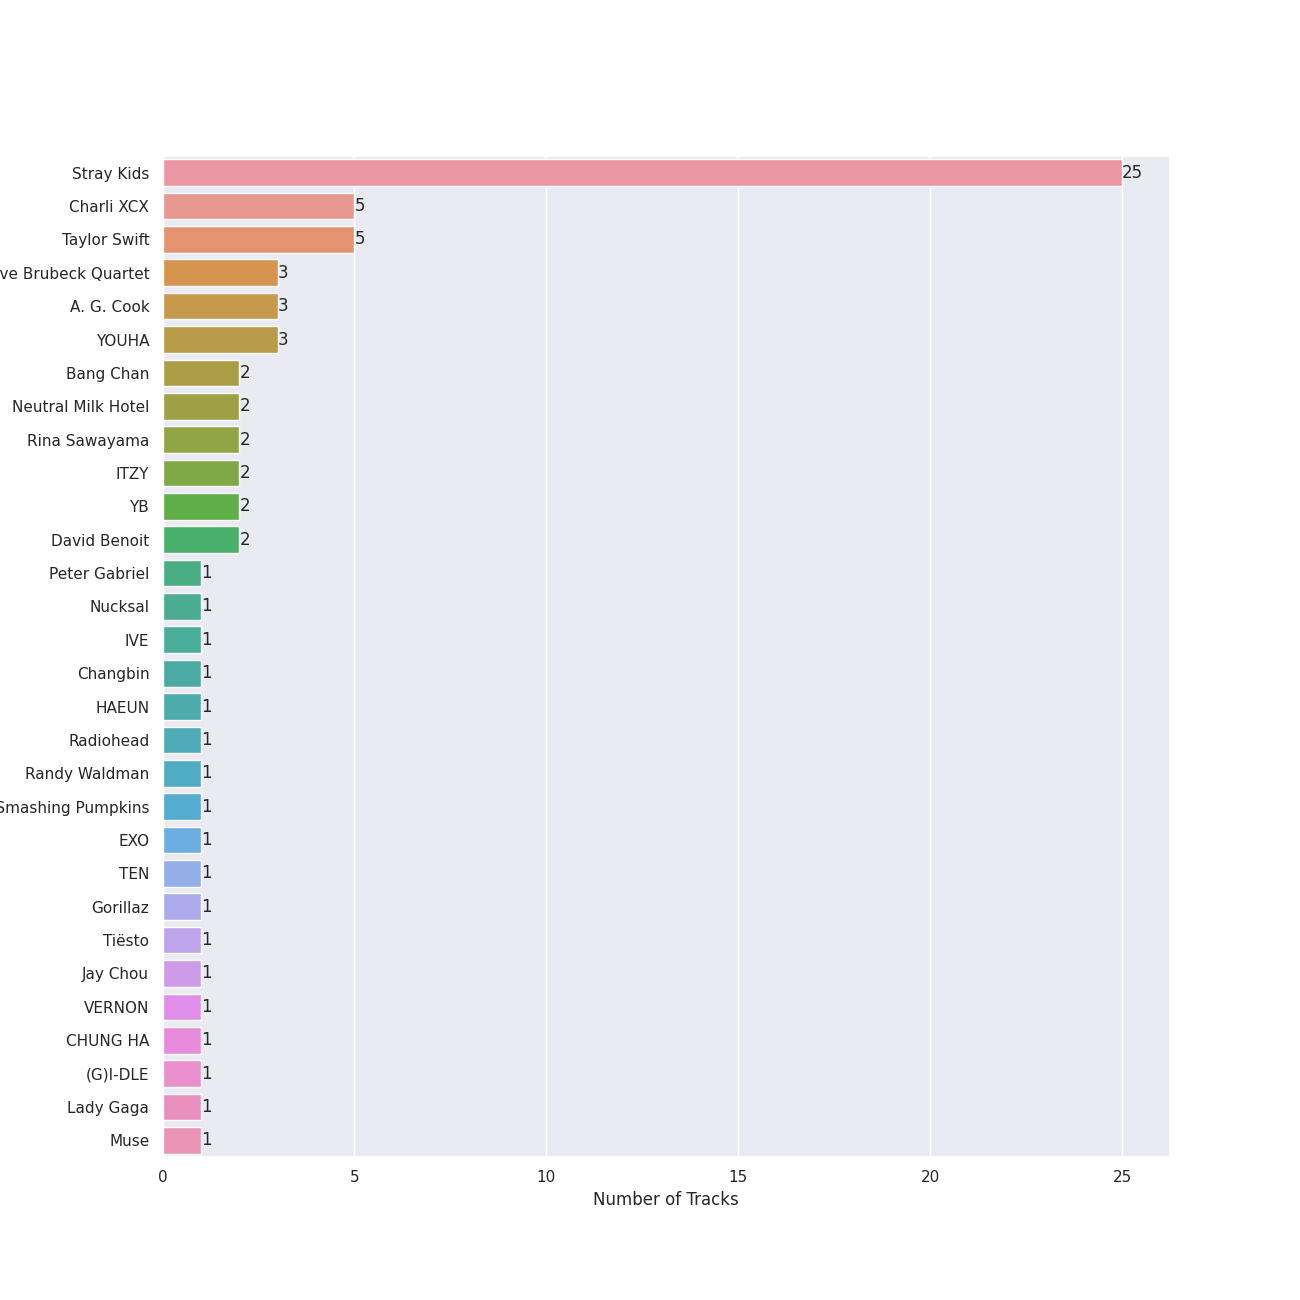 Stray Kids 25
Charli XCX 5
Taylor Swift 5
ve Brubeck Quartet 3
A. G. Cook 3
YOUHA 3
Bang Chan 2
Neutral Milk Hotel 2
Rina Sawayama 2
ITZY 2
YB 2
David Benoit 2
Peter Gabriel 1
Nucksal 1
IVE 1
Changbin 1
HAEUN 1
Radiohead 1
Randy Waldman 1
Smashing Pumpkins 1
EXO 1
TEN 1
Gorillaz 1
Tiësto 1
Jay Chou 1
VERNON 1
CHUNG HA 1
(G)I-DLE 1
Lady Gaga 1
Muse 1
0 5 10 15 20 25
Number of Tracks